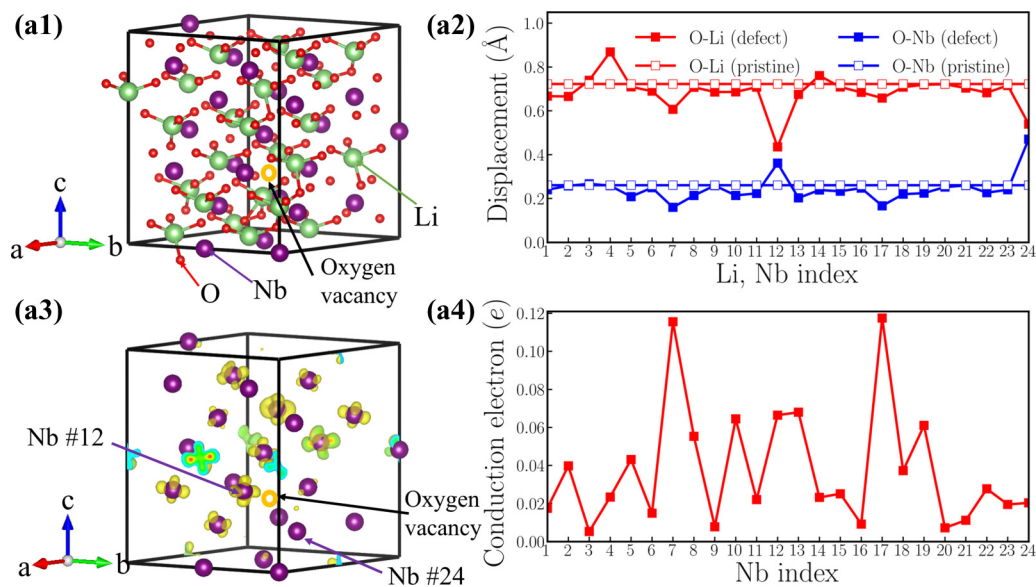 (a1)
c
a
b
Li
O
Nb
Oxygen
vacancy
(a2)
Displacement (Å)
1.0
0.8
0.6
0.4
0.2
0.0
O-Li (defect)
O-Nb (defect)
O-Li (pristine)
O-Nb (pristine)
1 2 3 4 5 6 7 8 9 10 11 12 13 14 15 16 17 18 19 20 21 22 23 24
Li, Nb index
(a3)
Nb #12
c
a
b
Oxygen
vacancy
Nb #24
(a4)
Conduction electron (e)
0.12
0.10
0.08
0.06
0.04
0.02
0.00
1 2 3 4 5 6 7 8 9 10 11 12 13 14 15 16 17 18 19 20 21 22 23 24
Nb index